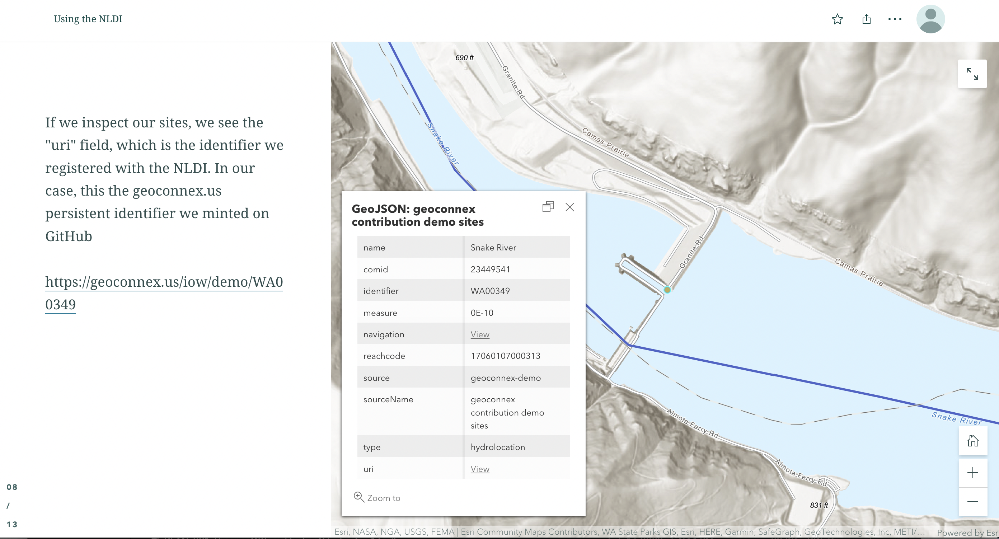 Using the NLDI
If we inspect our sites, we see the
"uri" field, which is the identifier we
registered with the NLDI. In our
case, this the geoconnex.us
persistent identifier we minted on
GitHub
https://geoconnex.us/iow/demo/WA0
0349
08
/
13
690 ft
Granite Rd
Snake River
Camas Prairie
Granite Rd
Camas Prairie
GeoJSON: geoconnex
contribution demo sites
name Snake River
comid 23449541
identifier WA00349
measure 0E-10
navigation View
reachcode 17060107000313
source geoconnex-demo
sourceName geoconnex
contribution demo
sites
type hydrolocation
uri View
Zoom to
Almota Ferry Rd
Snake River
Almota Ferry Rd
831 ft
Esri, NASA, NGA, USGS, FEMA | Esri Community Maps Contributors, WA State Parks GIS, Esri, HERE, Garmin, SafeGraph, GeoTechnologies, Inc, METI/...
Powered by Esr